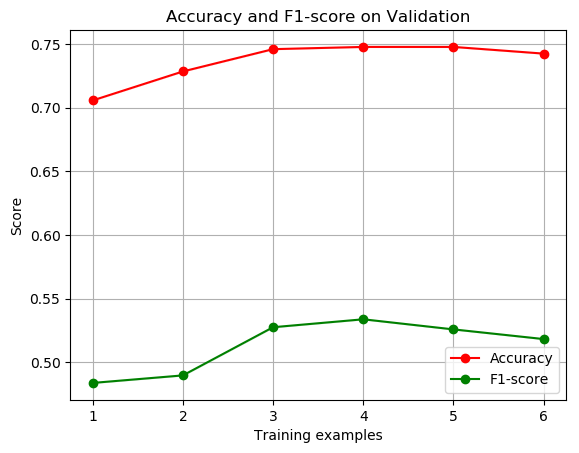 Accuracy and F1-score on Validation
0.75
0.70
0.65
0.60
0.55
0.50
Score
Accuracy
F1-score
1 2 3 4 5 6
Training examples